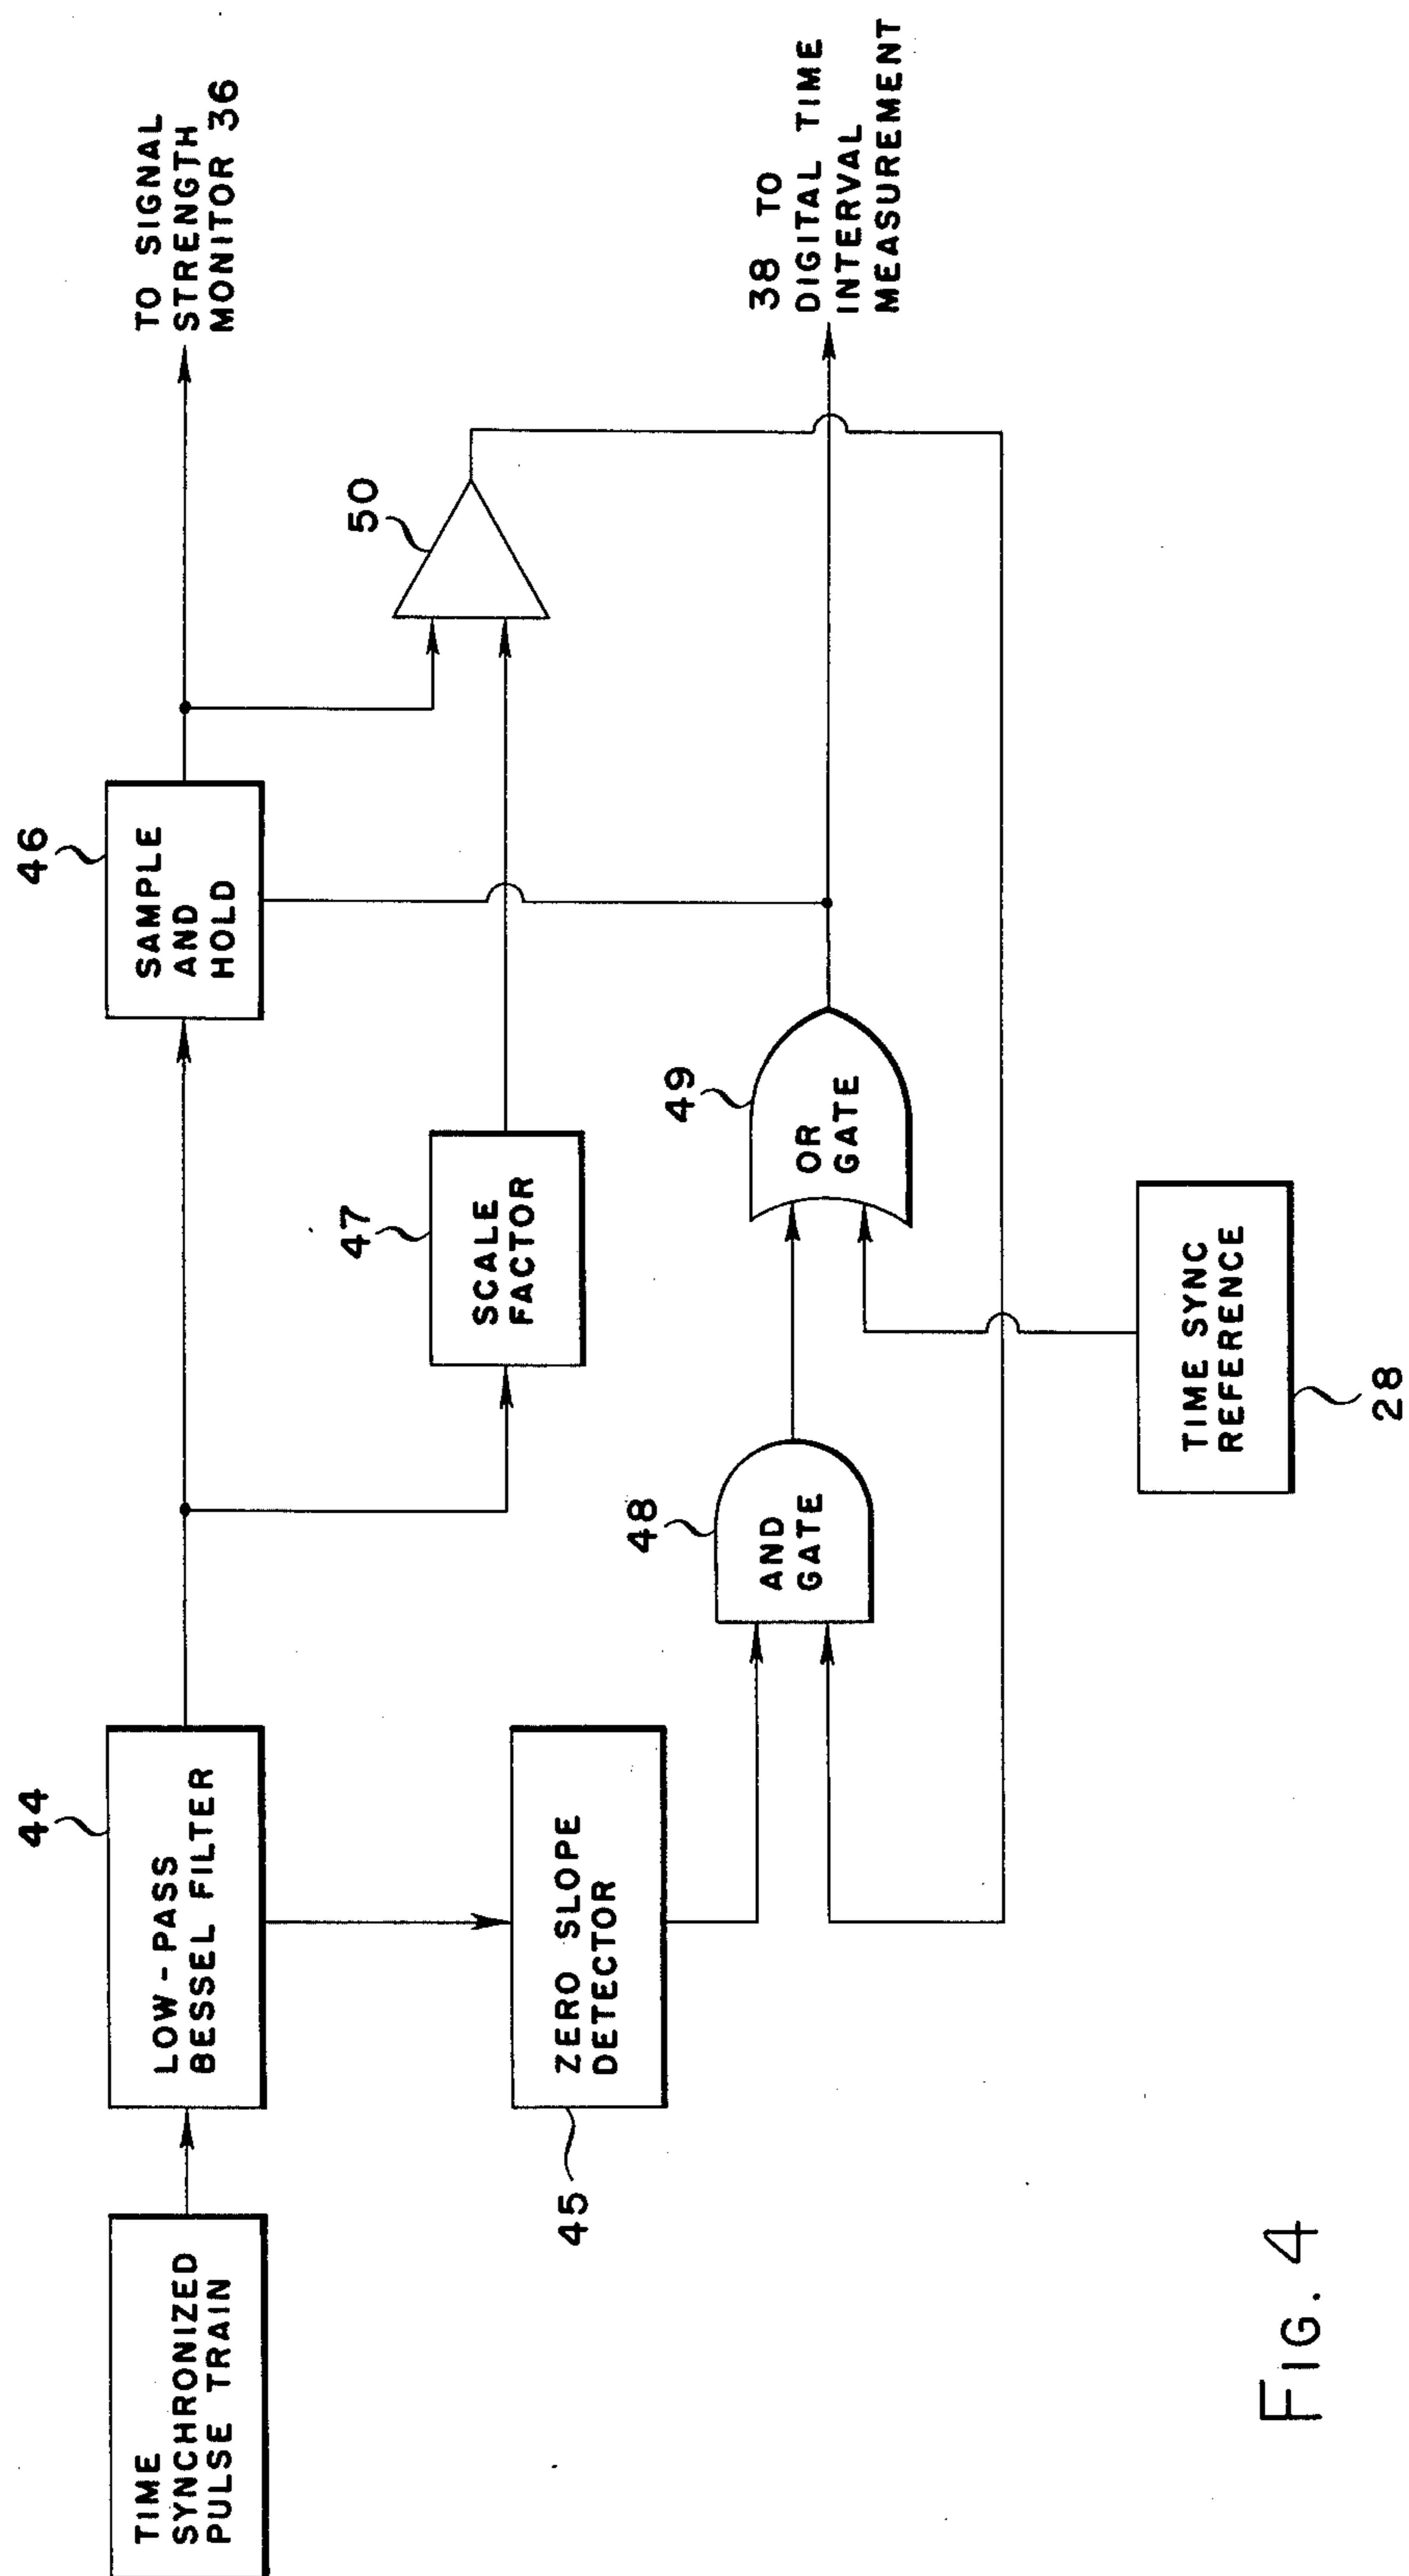 TIME
SYNCHRONIZED
PULSE TRAIN
44
LOW-PASS
BESSEL FILTER
46
SAMPLE
AND
HOLD
TO SIGNAL
STRENGTH
MONITOR 36
45
ZERO SLOPE
DETECTOR
47
SCALE
FACTOR
50
48
AND
GATE
49
OR
GATE
38 TO
DIGITAL TIME
INTERVAL
MEASUREMENT
TIME SYNC
REFERENCE
28
FIG. 4